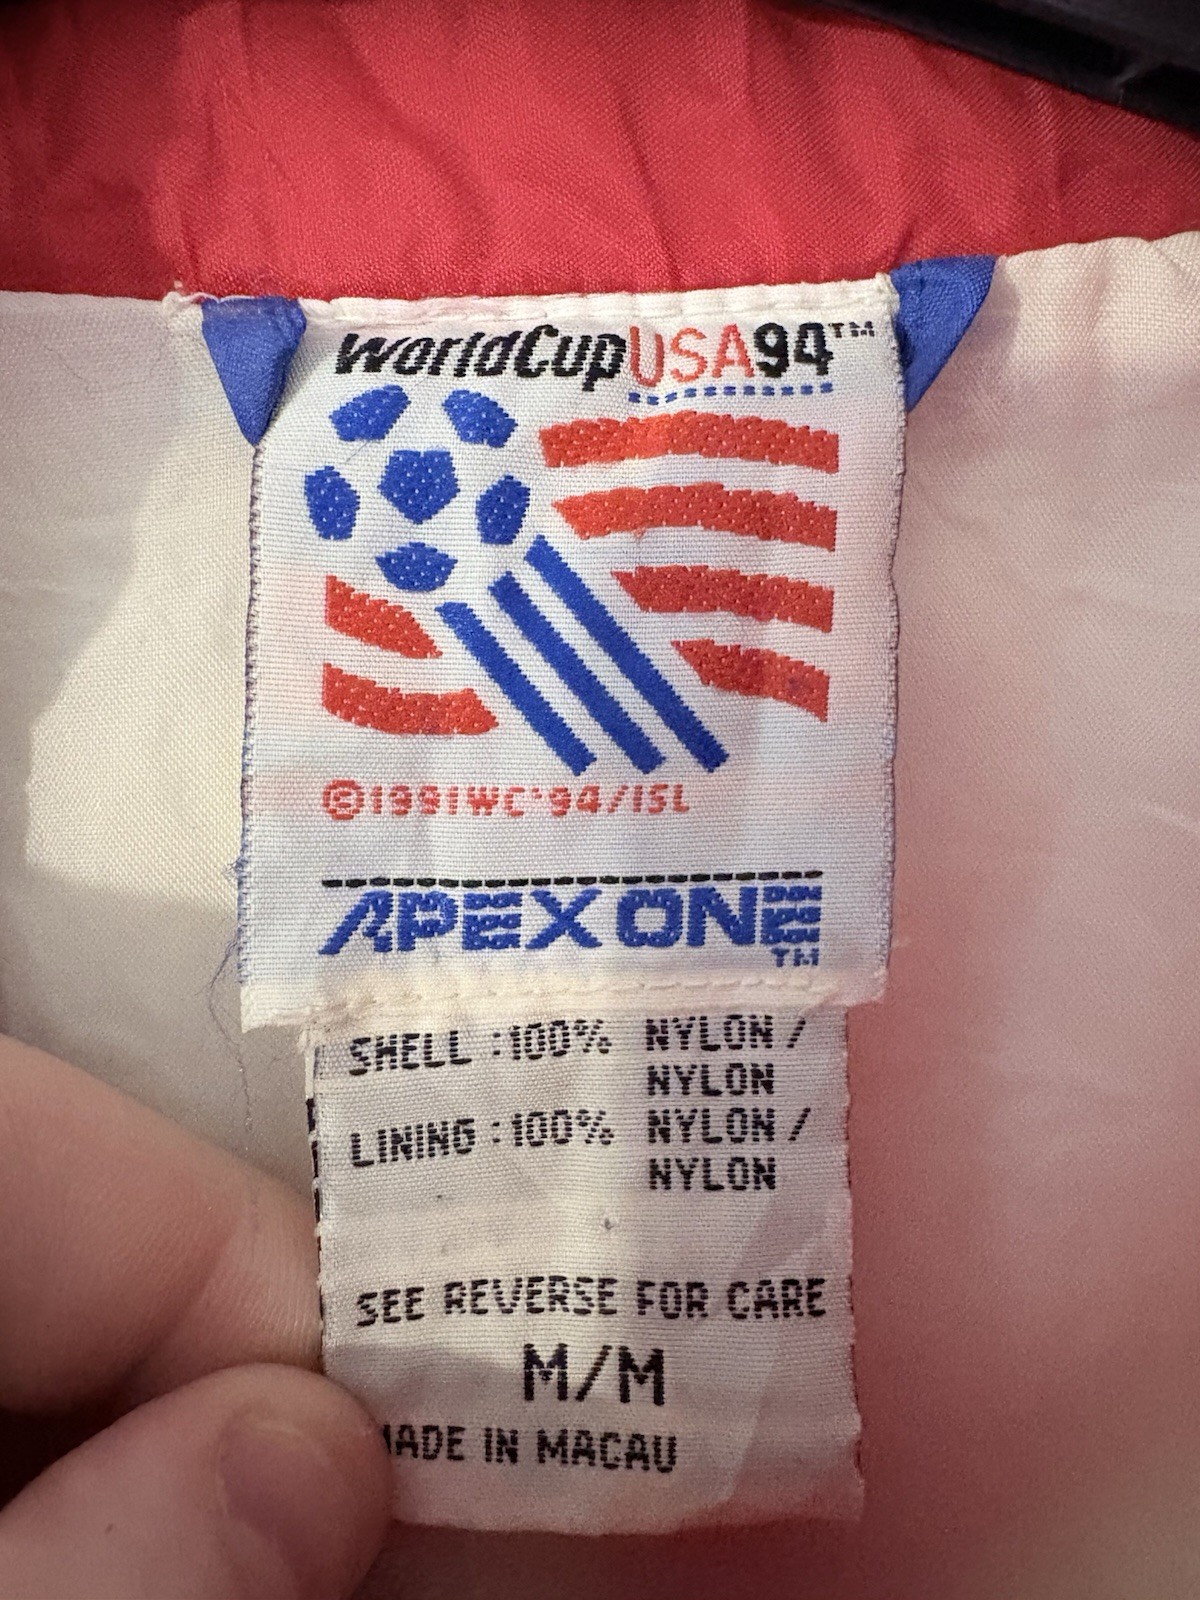 WorldCupUSA94™
©1991WC'94/ISL
APEX ONE
TM
SHELL :100% NYLON /
NYLON
LINING :100% NYLON /
NYLON
SEE REVERSE FOR CARE
M/M
MADE IN MACAU